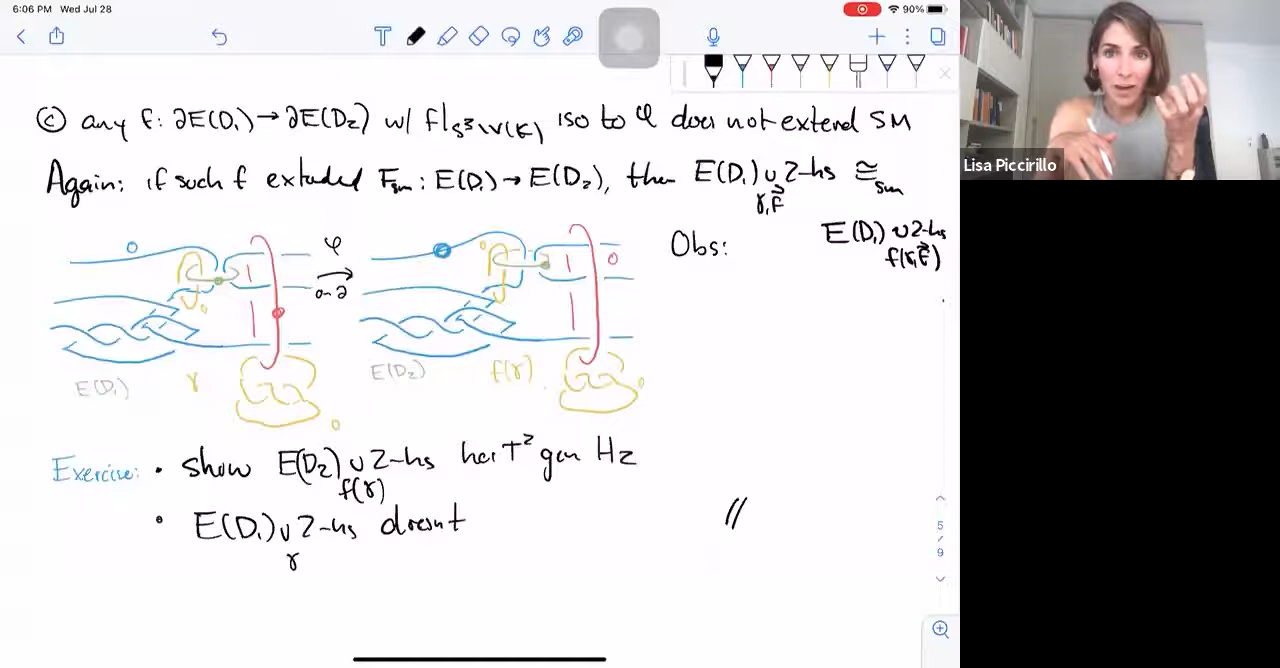 6:06 PM Wed Jul 28
90%
Lisa Piccirillo
ⓒ any f: ∂E(D₁)→∂E(D₂) w/ f|S³\ν(K) iso to φ does not extend SM
Again: if such f extended Fsm: E(D₁)→E(D₂), then E(D₁) ∪ 2-hs ≅sm
γ, F⃗
E(D₁) ∪ 2-hs
f(γ, F⃗)
0
φ
on ∂
0
0
0
0
0
Obs:
E(D₁)
γ
E(D₂)
f(γ)
Exercise: • show E(D₂) ∪ 2-hs has T² gen H₂
f(γ)
• E(D₁) ∪ 2-hs doesnt
γ
//
5
/
9